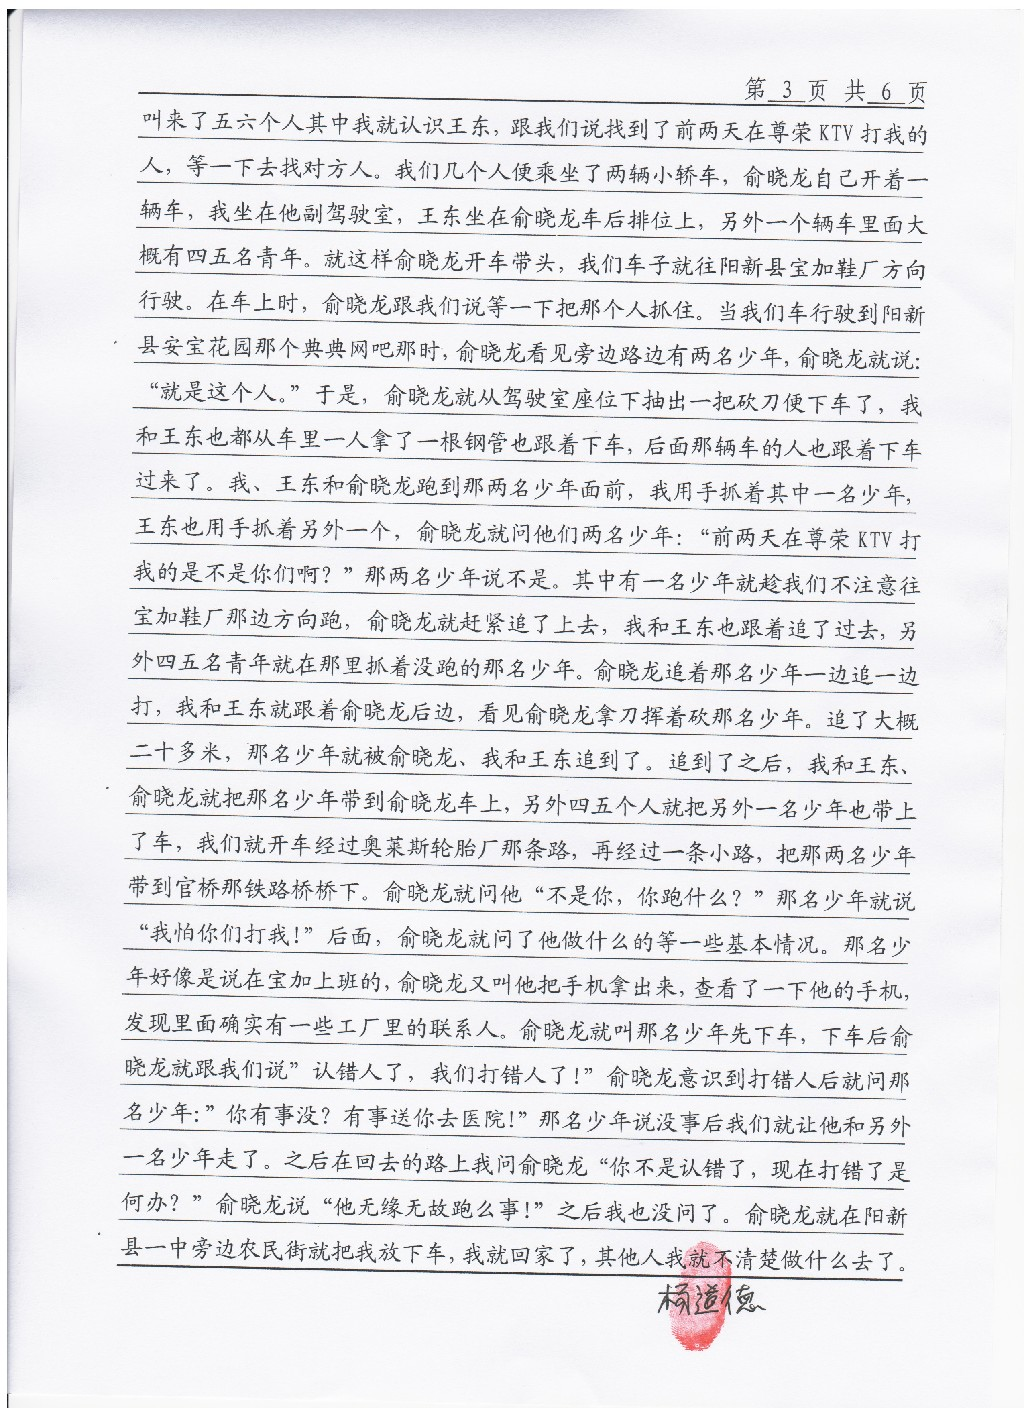 第 3 页 共 6 页
叫来了五六个人其中我就认识王东，跟我们说找到了前两天在尊荣 KTV 打我的
人，等一下去找对方人。我们几个人便乘坐了两辆小轿车，俞晓龙自己开着一
辆车，我坐在他副驾驶室，王东坐在俞晓龙车后排位上，另外一个辆车里面大
概有四五名青年。就这样俞晓龙开车带头，我们车子就往阳新县宝加鞋厂方向
行驶。在车上时，俞晓龙跟我们说等一下把那个人抓住。当我们车行驶到阳新
县安宝花园那个典典网吧那时，俞晓龙看见旁边路边有两名少年，俞晓龙就说：
“就是这个人。”于是，俞晓龙就从驾驶室座位下抽出一把砍刀便下车了，我
和王东也都从车里一人拿了一根钢管也跟着下车，后面那辆车的人也跟着下车
过来了。我、王东和俞晓龙跑到那两名少年面前，我用手抓着其中一名少年，
王东也用手抓着另外一个，俞晓龙就问他们两名少年：“前两天在尊荣 KTV 打
我的是不是你们啊？”那两名少年说不是。其中有一名少年就趁我们不注意往
宝加鞋厂那边方向跑，俞晓龙就赶紧追了上去，我和王东也跟着追了过去，另
外四五名青年就在那里抓着没跑的那名少年。俞晓龙追着那名少年一边追一边
打，我和王东就跟着俞晓龙后边，看见俞晓龙拿刀挥着砍那名少年。追了大概
二十多米，那名少年就被俞晓龙、我和王东追到了。追到了之后，我和王东、
俞晓龙就把那名少年带到俞晓龙车上，另外四五个人就把另外一名少年也带上
了车，我们就开车经过奥莱斯轮胎厂那条路，再经过一条小路，把那两名少年
带到官桥那铁路桥桥下。俞晓龙就问他“不是你，你跑什么？”那名少年就说
“我怕你们打我！”后面，俞晓龙就问了他做什么的等一些基本情况。那名少
年好像是说在宝加上班的，俞晓龙又叫他把手机拿出来，查看了一下他的手机，
发现里面确实有一些工厂里的联系人。俞晓龙就叫那名少年先下车，下车后俞
晓龙就跟我们说”认错人了，我们打错人了！”俞晓龙意识到打错人后就问那
名少年：”你有事没？有事送你去医院！”那名少年说没事后我们就让他和另外
一名少年走了。之后在回去的路上我问俞晓龙“你不是认错了，现在打错了是
何办？”俞晓龙说“他无缘无故跑么事！”之后我也没问了。俞晓龙就在阳新
县一中旁边农民街就把我放下车，我就回家了，其他人我就不清楚做什么去了。
杨道德